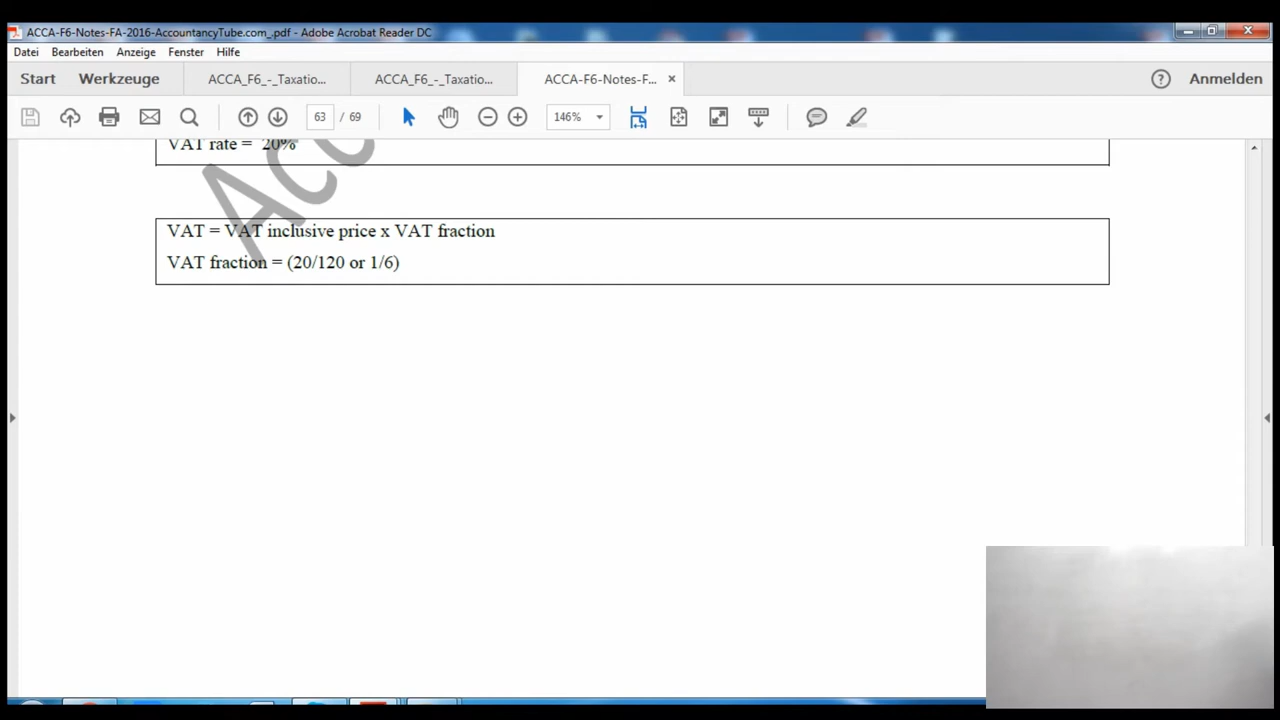 ACCA-F6-Notes-FA-2016-AccountancyTube.com_.pdf - Adobe Acrobat Reader DC
Datei Bearbeiten Anzeige Fenster Hilfe
Start Werkzeuge ACCA_F6_-_Taxatio... ACCA_F6_-_Taxatio... ACCA-F6-Notes-F... × ? Anmelden
63 / 69 146%
VAT rate = 20%
Acc
VAT = VAT inclusive price x VAT fraction
VAT fraction = (20/120 or 1/6)